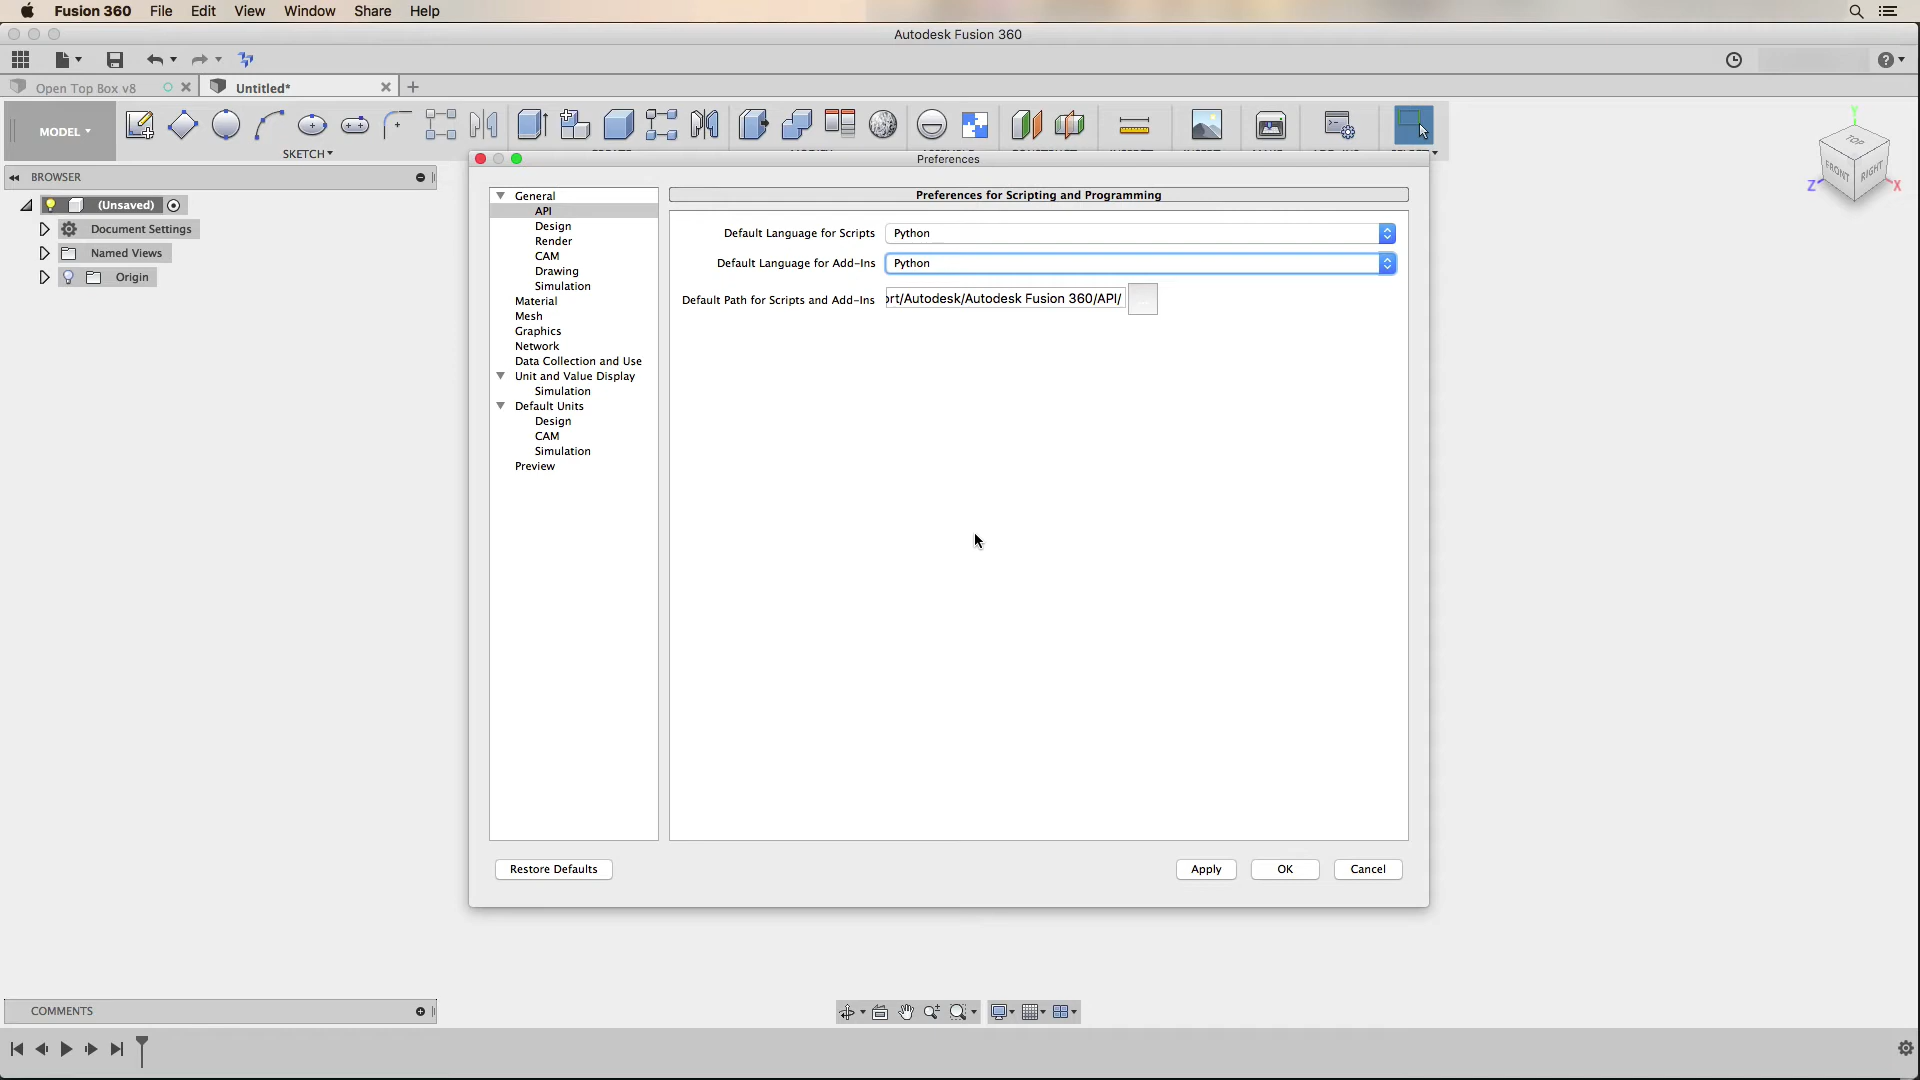 Fusion 360 File Edit View Window Share Help
Autodesk Fusion 360
Open Top Box v8 Untitled*
MODEL
SKETCH
Preferences
BROWSER
(Unsaved)
Document Settings
Named Views
Origin
General
API
Design
Render
CAM
Drawing
Simulation
Material
Mesh
Graphics
Network
Data Collection and Use
Unit and Value Display
Simulation
Default Units
Design
CAM
Simulation
Preview
Preferences for Scripting and Programming
Default Language for Scripts Python
Default Language for Add-Ins Python
Default Path for Scripts and Add-Ins rt/Autodesk/Autodesk Fusion 360/API/
Restore Defaults Apply OK Cancel
TOP
FRONT RIGHT
Y
Z X
COMMENTS